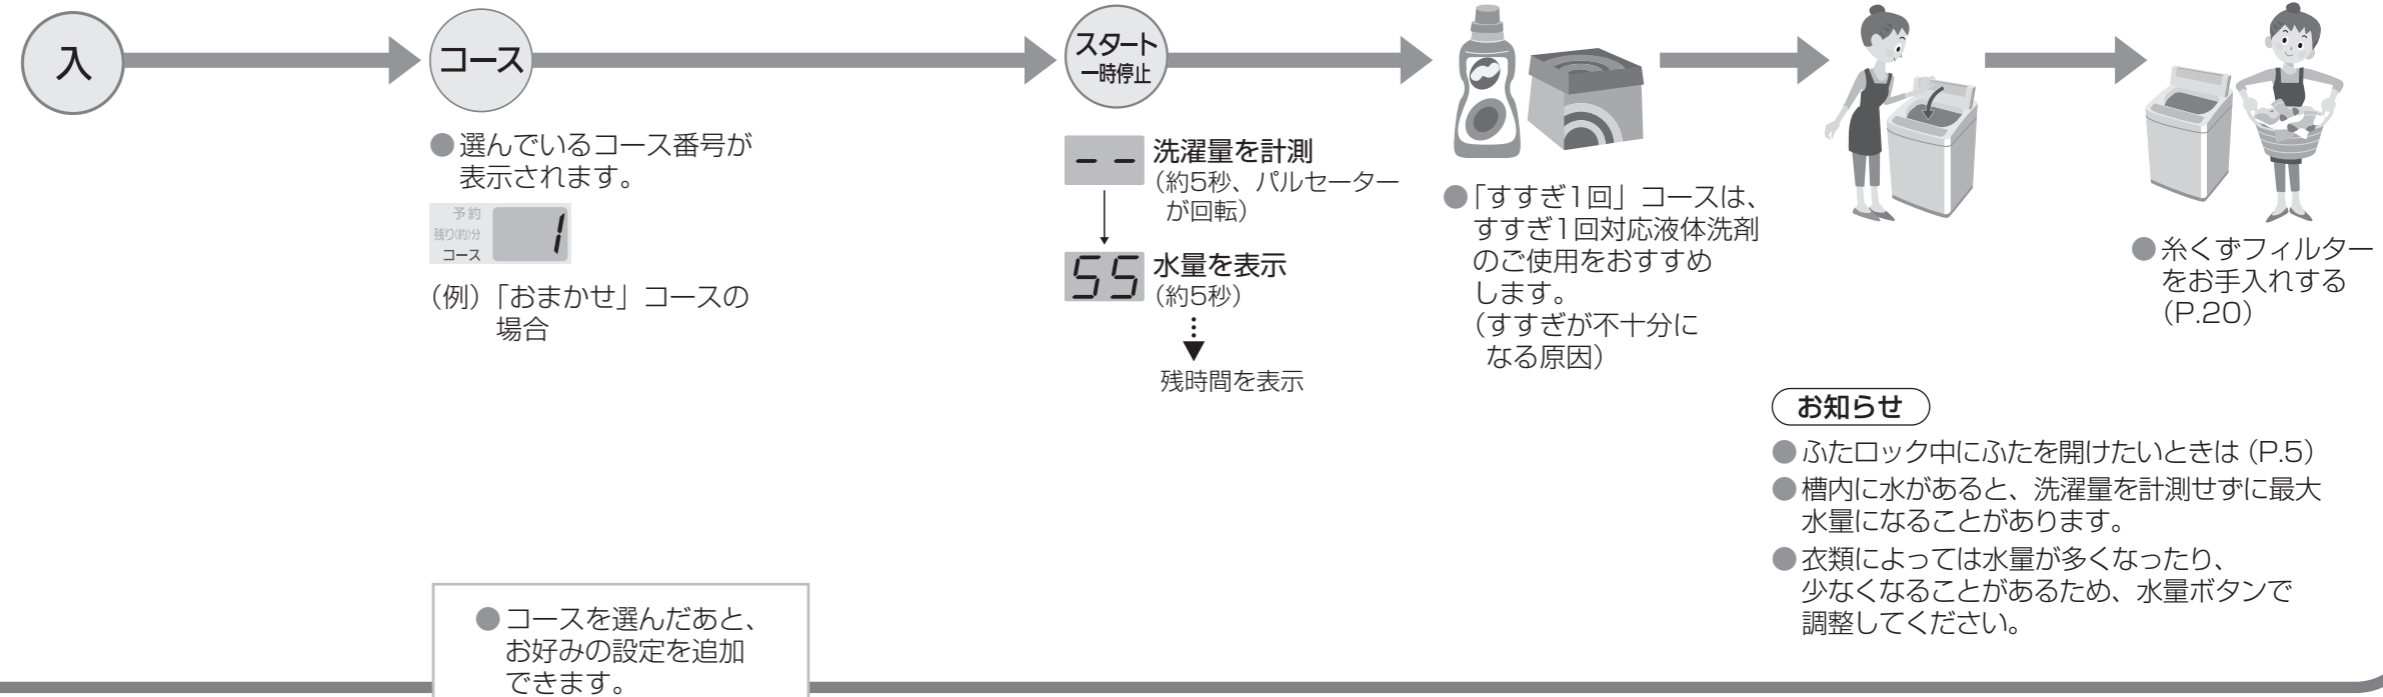 入
コース
スタート
一時停止
●選んでいるコース番号が
表示されます。
予約
残り(約)分
コース
1
(例)「おまかせ」コースの
場合
-- 洗濯量を計測
(約5秒、パルセーター
が回転)
55 水量を表示
(約5秒)
残時間を表示
●「すすぎ1回」コースは、
すすぎ1回対応液体洗剤
のご使用をおすすめ
します。
(すすぎが不十分に
なる原因)
●糸くずフィルター
をお手入れする
(P.20)
お知らせ
●ふたロック中にふたを開けたいときは(P.5)
●槽内に水があると、洗濯量を計測せずに最大
水量になることがあります。
●衣類によっては水量が多くなったり、
少なくなることがあるため、水量ボタンで
調整してください。
●コースを選んだあと、
お好みの設定を追加
できます。